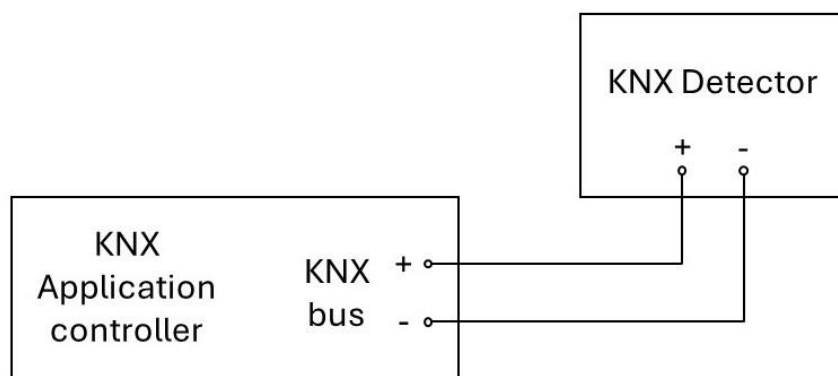 KNX Detector
+ -
KNX
Application
controller
KNX
bus
+
-